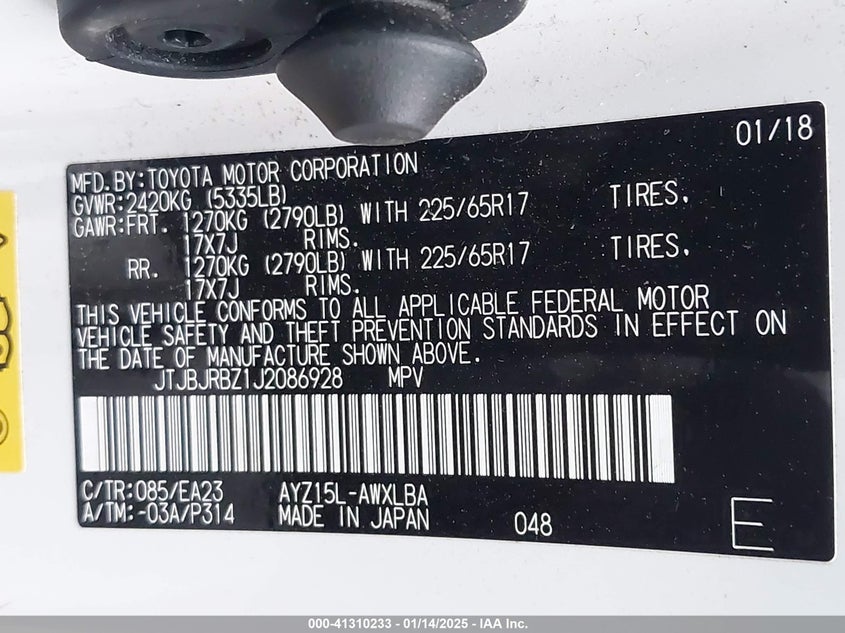 01/18
MFD.BY:TOYOTA MOTOR CORPORATION
GVWR:2420KG (5335LB)
GAWR:FRT. 1270KG (2790LB) WITH 225/65R17 TIRES.
17X7J RIMS.
RR. 1270KG (2790LB) WITH 225/65R17 TIRES.
17X7J RIMS.
THIS VEHICLE CONFORMS TO ALL APPLICABLE FEDERAL MOTOR
VEHICLE SAFETY AND THEFT PREVENTION STANDARDS IN EFFECT ON
THE DATE OF MANUFACTURE SHOWN ABOVE.
JTJBJRBZ1J2086928 MPV
C/TR:085/EA23 AYZ15L-AWXLBA
A/TM:-03A/P314 MADE IN JAPAN 048 E
000-41310233 - 01/14/2025 - IAA Inc.